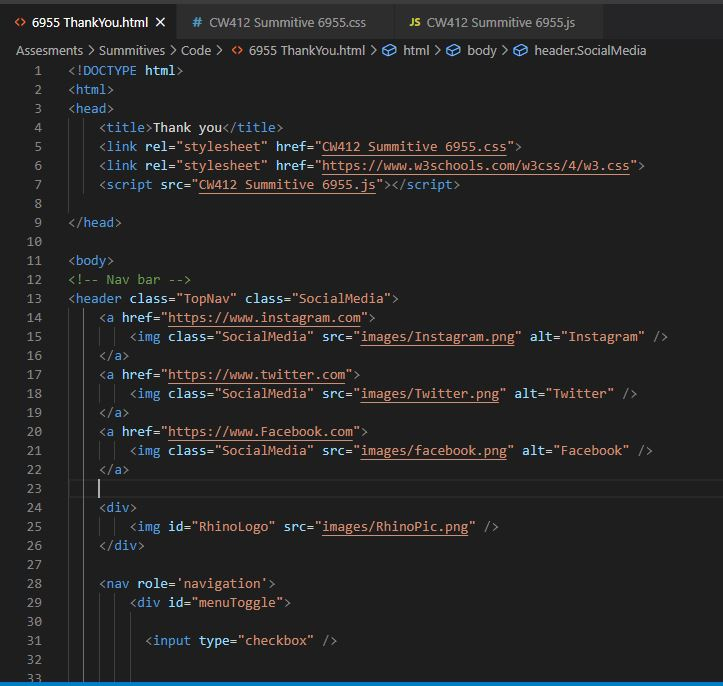 6955 ThankYou.html × # CW412 Summitive 6955.css JS CW412 Summitive 6955.js
Assesments > Summitives > Code > 6955 ThankYou.html > html > body > header.SocialMedia
1 <!DOCTYPE html>
2 <html>
3 <head>
4 <title>Thank you</title>
5 <link rel="stylesheet" href="CW412 Summitive 6955.css">
6 <link rel="stylesheet" href="https://www.w3schools.com/w3css/4/w3.css">
7 <script src="CW412 Summitive 6955.js"></script>
8
9 </head>
10
11 <body>
12 <!-- Nav bar -->
13 <header class="TopNav" class="SocialMedia">
14 <a href="https://www.instagram.com">
15 <img class="SocialMedia" src="images/Instagram.png" alt="Instagram" />
16 </a>
17 <a href="https://www.twitter.com">
18 <img class="SocialMedia" src="images/Twitter.png" alt="Twitter" />
19 </a>
20 <a href="https://www.Facebook.com">
21 <img class="SocialMedia" src="images/facebook.png" alt="Facebook" />
22 </a>
23
24 <div>
25 <img id="RhinoLogo" src="images/RhinoPic.png" />
26 </div>
27
28 <nav role='navigation'>
29 <div id="menuToggle">
30
31 <input type="checkbox" />
32
33